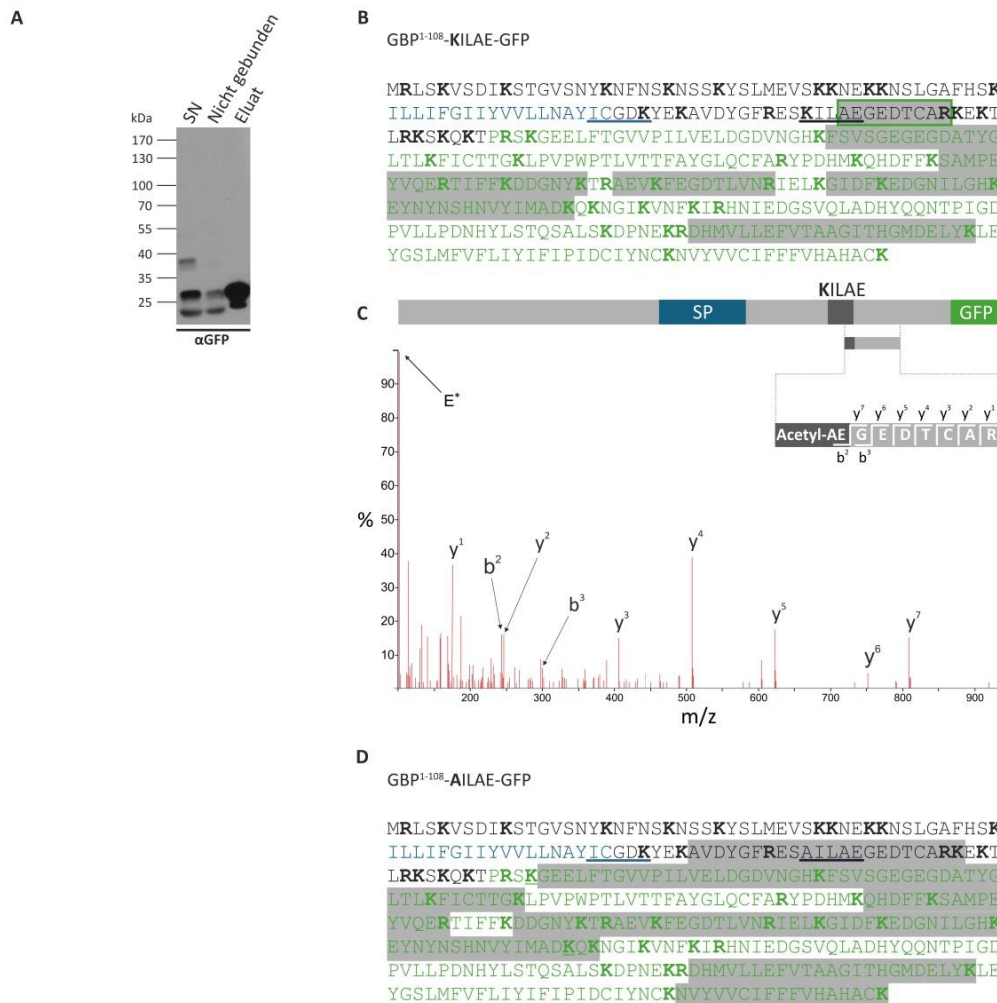 A
SN
Nicht gebunden
Eluat
kDa
170
130
100
70
55
40
35
25
αGFP
B
GBP1-108-KILAE-GFP
MRLSKVSDIKSTGVSNYKNFNSKNSSKYSLMEVSKKNEKKNSLGAFHSK
ILLIFGIIYVVLLNAYICGDKYEKAVDYGFRESKILAEGEDTCARKEKT
LRKSKQKTPRSKGEELFTGVVPILVELDGDVNGHKFSVSGEGEGDATYG
LTLKFICTTGKLPVPWPTLVTTFAYGLQCFARYPDHMKQHDFFKSAMPE
YVQERTIFFKDDGNYKTRAEVKFEGDTLVNRIELKGIDFKEDGNILGHK
EYNYNSHNVYIMADKQKNGIKVNFKIRHNIEDGSVQLADHYQQNTPIGD
PVLLPDNHYLSTQSALSKDPNEKRDHMVLLEFVTAAGITHGMDELYKLE
YGSLMFVFLIYIFIPIDCIYNCKNVYVVCIFFFVHAHACK
C
SP
KILAE
GFP
y7 y6 y5 y4 y3 y2 y1
Acetyl-AE G E D T C A R
b2 b3
E*
90
80
70
60
50
40
30
20
10
%
y1
b2
y2
b3
y3
y4
y5
y6
y7
200 300 400 500 600 700 800 900
m/z
D
GBP1-108-AILAE-GFP
MRLSKVSDIKSTGVSNYKNFNSKNSSKYSLMEVSKKNEKKNSLGAFHSK
ILLIFGIIYVVLLNAYICGDKYEKAVDYGFRESAILAEGEDTCARKEKT
LRKSKQKTPRSKGEELFTGVVPILVELDGDVNGHKFSVSGEGEGDATYG
LTLKFICTTGKLPVPWPTLVTTFAYGLQCFARYPDHMKQHDFFKSAMPE
YVQERTIFFKDDGNYKTRAEVKFEGDTLVNRIELKGIDFKEDGNILGHK
EYNYNSHNVYIMADKQKNGIKVNFKIRHNIEDGSVQLADHYQQNTPIGD
PVLLPDNHYLSTQSALSKDPNEKRDHMVLLEFVTAAGITHGMDELYKLE
YGSLMFVFLIYIFIPIDCIYNCKNVYVVCIFFFVHAHACK